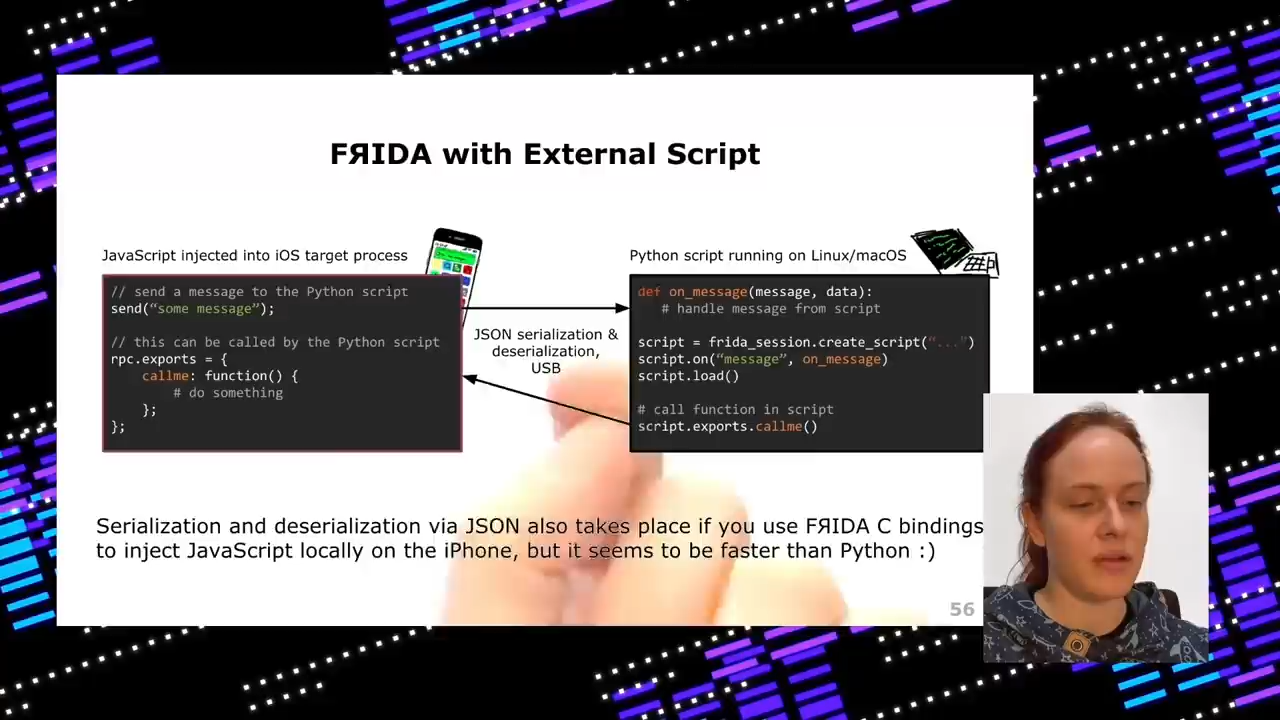 FЯIDA with External Script
JavaScript injected into iOS target process
// send a message to the Python script
send(“some message”);
// this can be called by the Python script
rpc.exports = {
callme: function() {
# do something
};
};
JSON serialization &
deserialization,
USB
Python script running on Linux/macOS
def on_message(message, data):
# handle message from script
script = frida_session.create_script(“...”)
script.on(“message”, on_message)
script.load()
# call function in script
script.exports.callme()
Serialization and deserialization via JSON also takes place if you use FЯIDA C bindings
to inject JavaScript locally on the iPhone, but it seems to be faster than Python :)
56